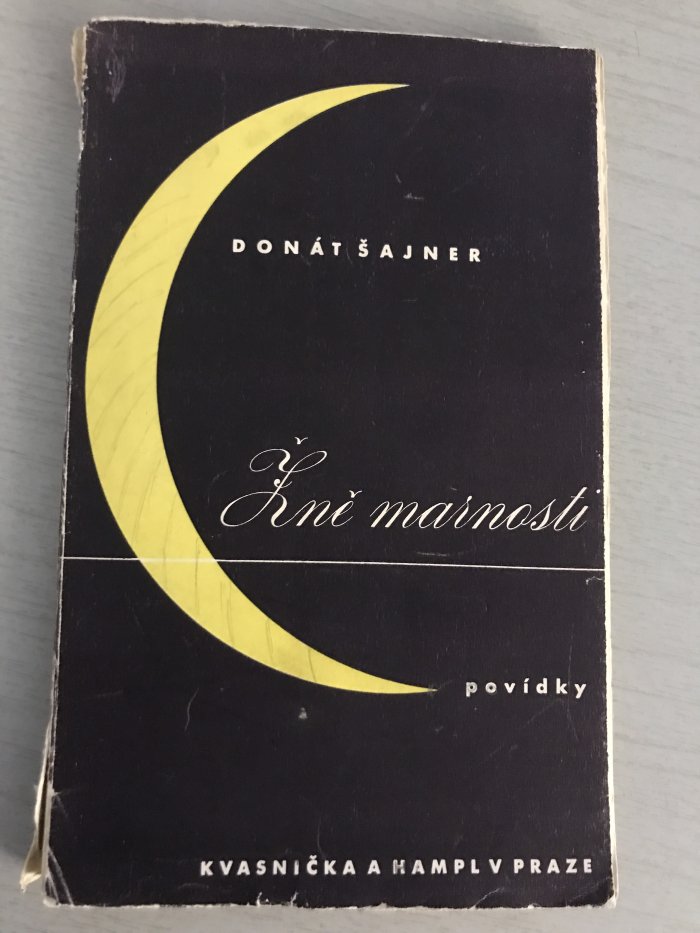 DONÁT ŠAJNER
Žně marnosti
povídky
KVASNIČKA A HAMPL V PRAZE